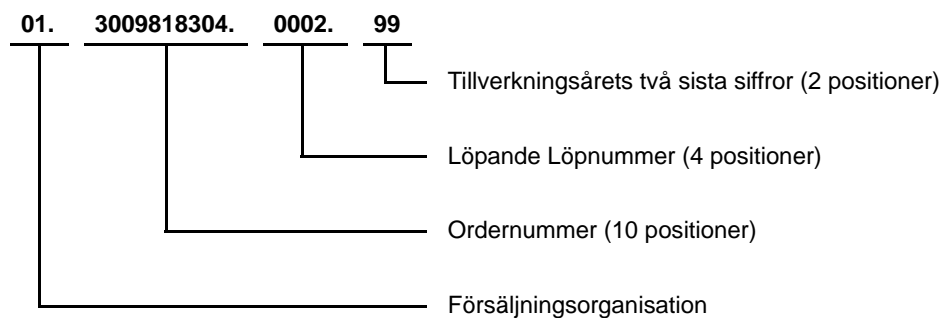 01. 3009818304. 0002. 99
Tillverkningsårets två sista siffror (2 positioner)
Löpande Löpnummer (4 positioner)
Ordernummer (10 positioner)
Försäljningsorganisation